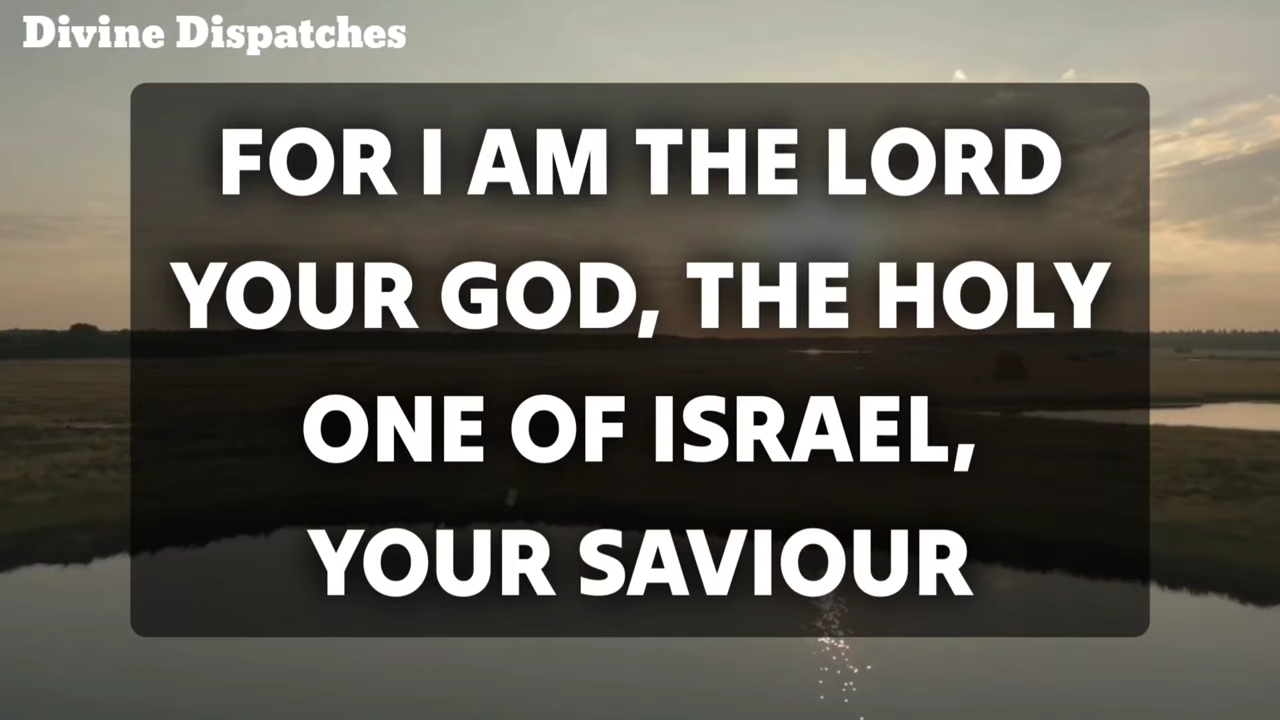 Divine Dispatches
FOR I AM THE LORD
YOUR GOD, THE HOLY
ONE OF ISRAEL,
YOUR SAVIOUR